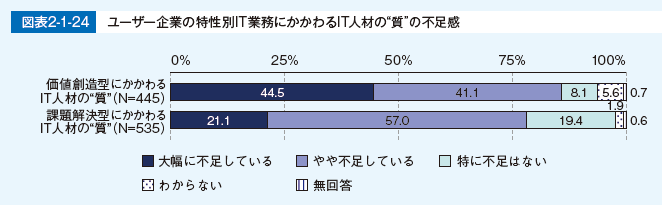 図表2-1-24 ユーザー企業の特性別IT業務にかかわるIT人材の“質”の不足感
0% 25% 50% 75% 100%
価値創造型にかかわる
IT人材の“質”（N=445）
44.5 41.1 8.1 5.6 0.7
課題解決型にかかわる
IT人材の“質”（N=535）
21.1 57.0 19.4 1.9 0.6
大幅に不足している やや不足している 特に不足はない
わからない 無回答